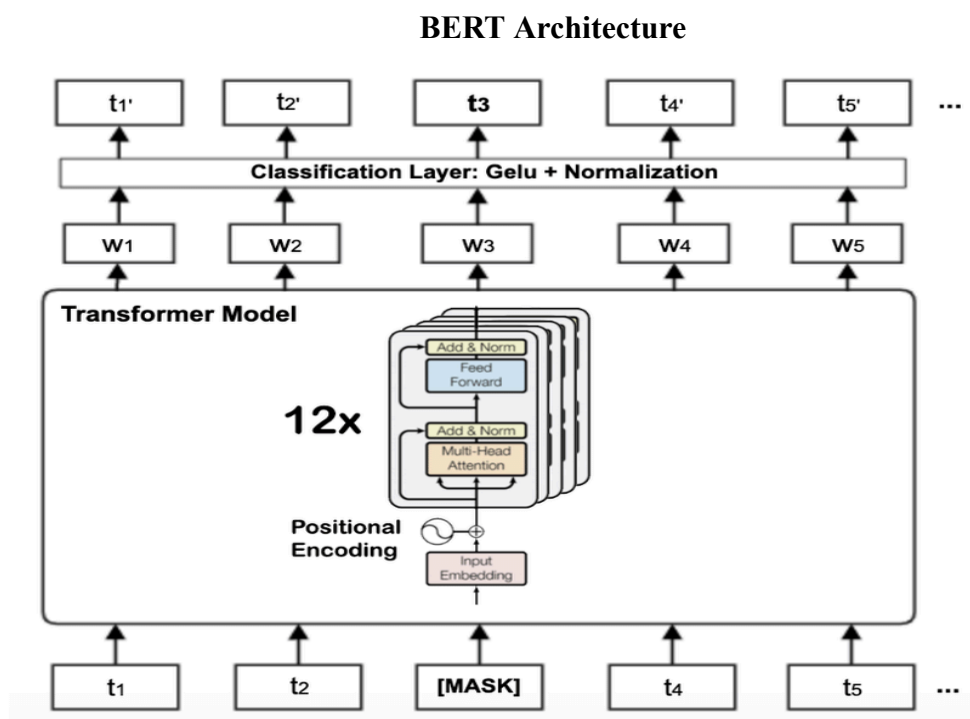 BERT Architecture
t1' t2' t3 t4' t5' ...
Classification Layer: Gelu + Normalization
W1 W2 W3 W4 W5
Transformer Model
Add & Norm
Feed
Forward
12x
Add & Norm
Multi-Head
Attention
Positional
Encoding
Input
Embedding
t1 t2 [MASK] t4 t5 ...